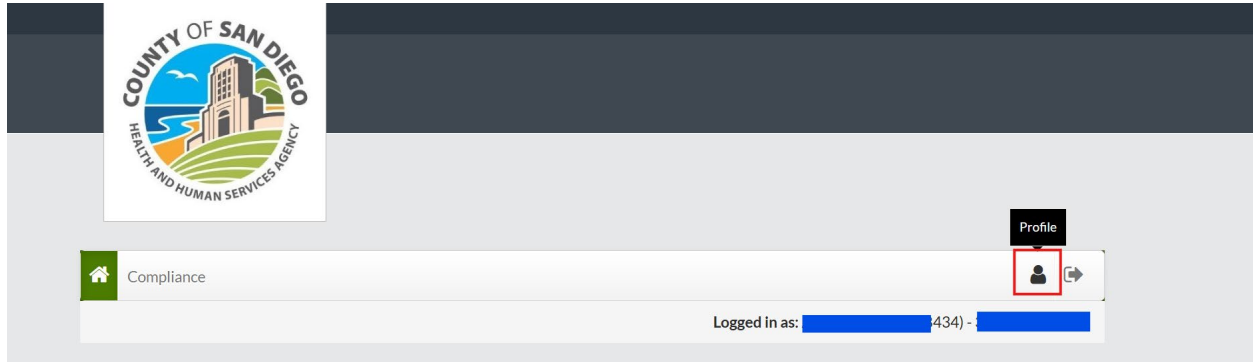 COUNTY OF SAN DIEGO
HEALTH AND HUMAN SERVICES AGENCY
Profile
Compliance
Logged in as: 434) -